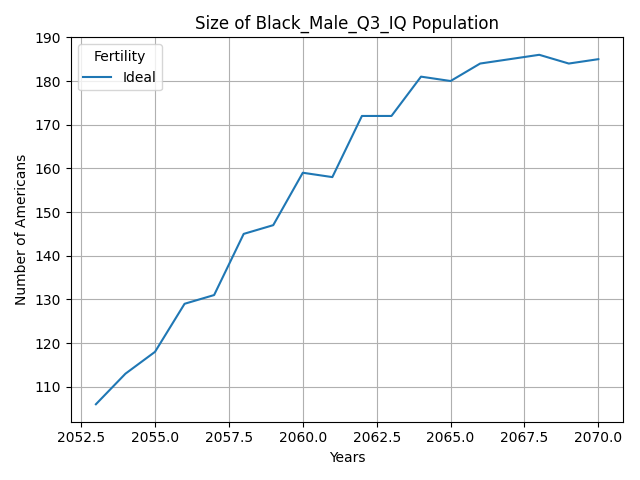 Size of Black_Male_Q3_IQ Population
Fertility
Ideal
Number of Americans
190
180
170
160
150
140
130
120
110
2052.5 2055.0 2057.5 2060.0 2062.5 2065.0 2067.5 2070.0
Years